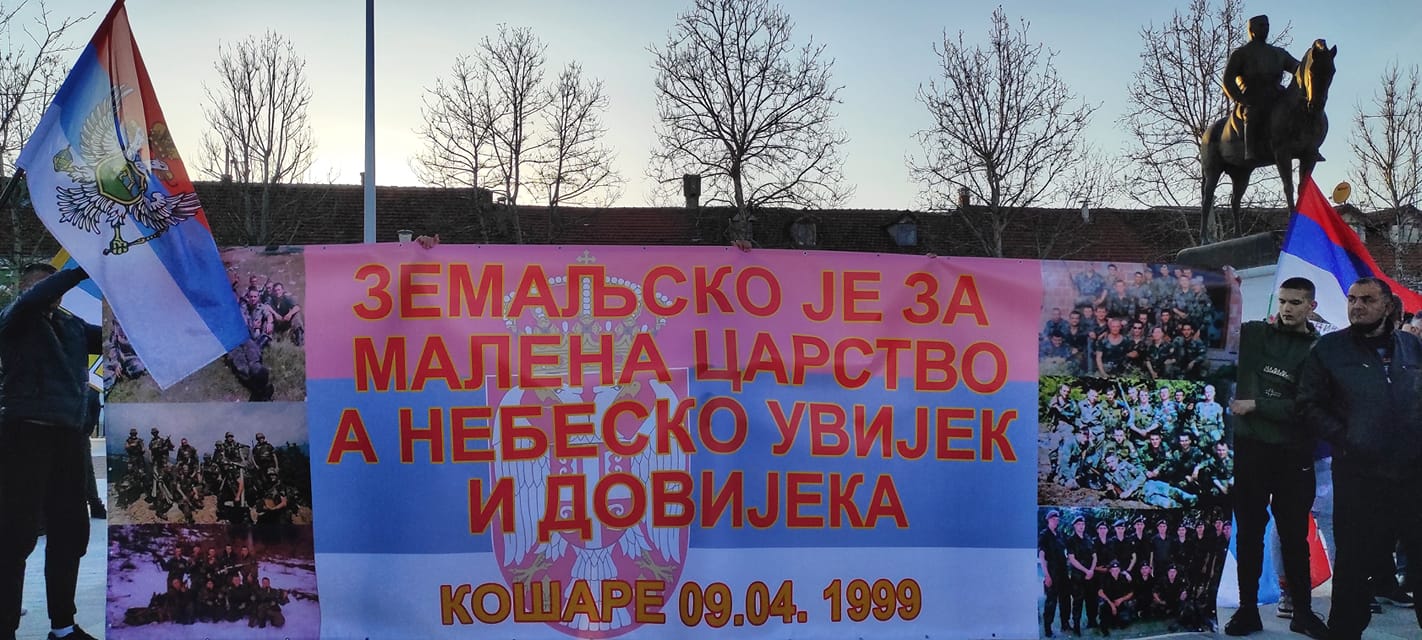 ЗЕМАЉСКО ЈЕ ЗА
МАЛЕНА ЦАРСТВО
А НЕБЕСКО УВИЈЕК
И ДОВИЈЕКА
КОШАРЕ 09.04. 1999